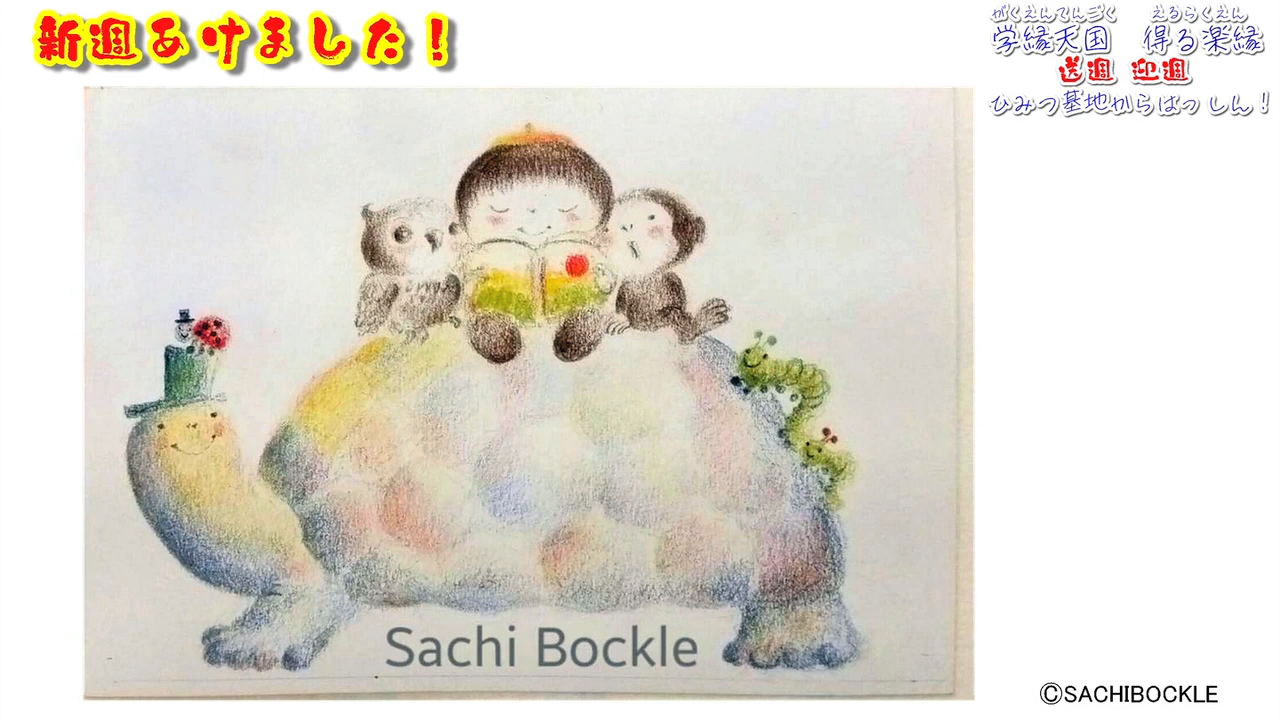 新週あけました！
がくえんてんごく　えるらくえん
学縁天国　得る楽縁
送週 迎週
ひみつ基地からはっしん！
Sachi Bockle
ⒸSACHIBOCKLE